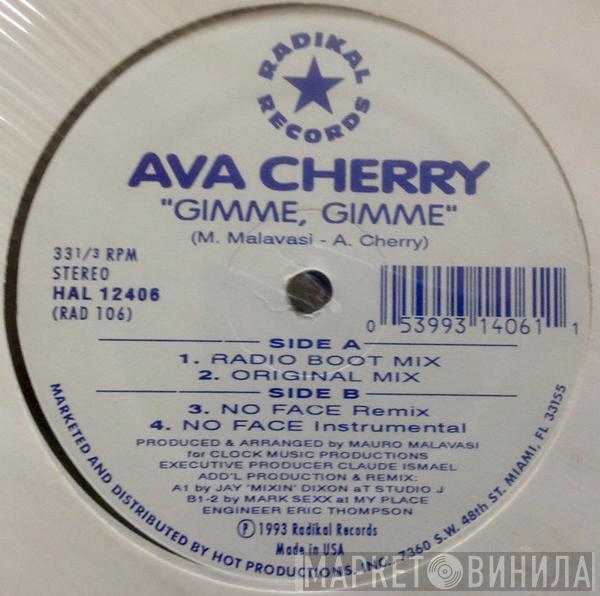 RADIKAL RECORDS
AVA CHERRY
"GIMME, GIMME"
(M. Malavasi - A. Cherry)
33 1/3 RPM
STEREO
HAL 12406
(RAD 106)
0 53993 14061 1
SIDE A
1. RADIO BOOT MIX
2. ORIGINAL MIX
SIDE B
3. NO FACE Remix
4. NO FACE Instrumental
PRODUCED & ARRANGED by MAURO MALAVASI
for CLOCK MUSIC PRODUCTIONS
EXECUTIVE PRODUCER CLAUDE ISMAEL
ADD'L PRODUCTION & REMIX:
A1 by JAY 'MIXIN' DIXON aT STUDIO J
B1-2 by MARK SEXX at MY PLACE
ENGINEER ERIC THOMPSON
℗ 1993 Radikal Records
Made in USA
MARKETED AND DISTRIBUTED BY HOT PRODUCTIONS, INC., 7360 S.W. 48th ST. MIAMI, FL 33155
МАРКЕТ ВИНИЛА